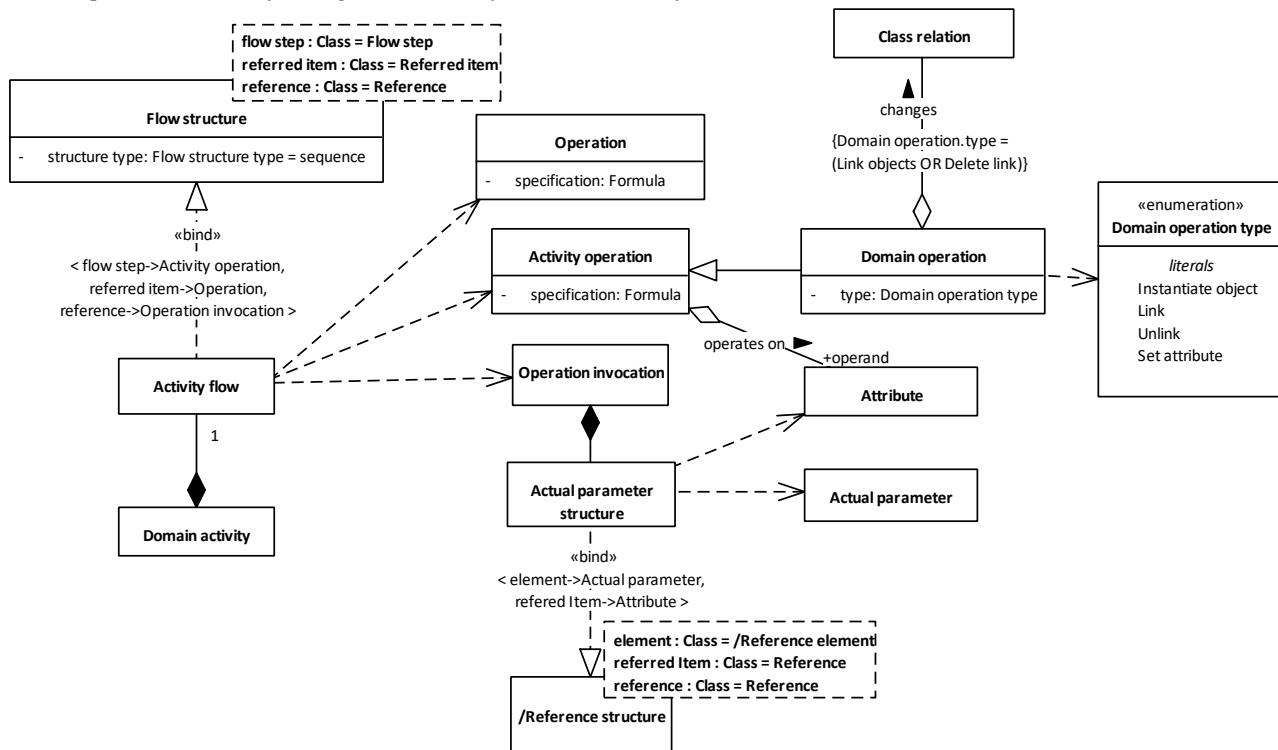 flow step : Class = Flow step
referred item : Class = Referred item
reference : Class = Reference
Flow structure
- structure type: Flow structure type = sequence
«bind»
< flow step->Activity operation,
referred item->Operation,
reference->Operation invocation >
Activity flow
1
Domain activity
Operation
- specification: Formula
Activity operation
- specification: Formula
operates on
+operand
Class relation
changes
{Domain operation.type =
(Link objects OR Delete link)}
Domain operation
- type: Domain operation type
«enumeration»
Domain operation type
literals
Instantiate object
Link
Unlink
Set attribute
Operation invocation
Attribute
Actual parameter
structure
Actual parameter
«bind»
< element->Actual parameter,
refered Item->Attribute >
element : Class = /Reference element
referred Item : Class = Reference
reference : Class = Reference
/Reference structure